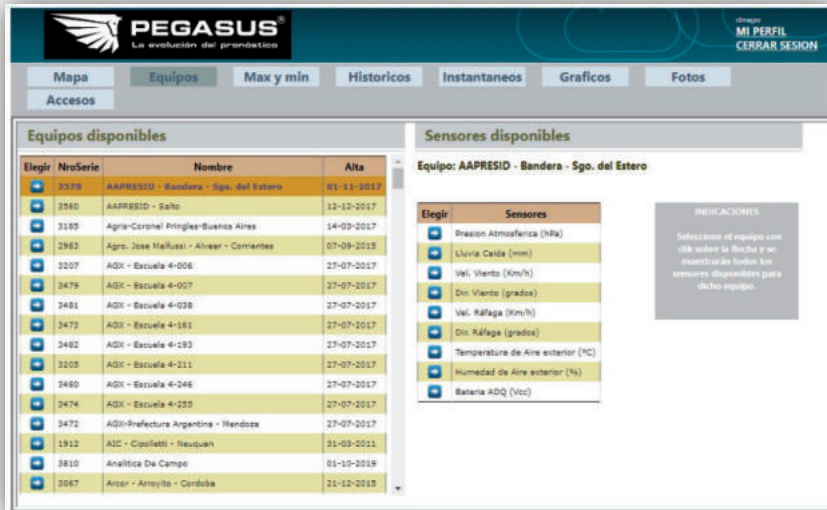 PEGASUS®
La evolución del pronóstico
MI PERFIL
CERRAR SESION
Mapa
Equipos
Max y min
Historicos
Instantaneos
Graficos
Fotos
Accesos
Equipos disponibles
Elegir NroSerie Nombre Alta
3578 AAPRESID - Bandera - Sgo. del Estero 01-11-2017
3580 AAPRESID - Salto 12-12-2017
3185 Agris-Coronel Pringles-Buenos Aires 14-03-2017
2983 Agro. Jose Malfussi - Alvear - Corrientes 07-09-2015
3207 AGX - Escuela 4-006 27-07-2017
3479 AGX - Escuela 4-007 27-07-2017
3481 AGX - Escuela 4-038 27-07-2017
3473 AGX - Escuela 4-161 27-07-2017
3482 AGX - Escuela 4-193 27-07-2017
3205 AGX - Escuela 4-211 27-07-2017
3480 AGX - Escuela 4-246 27-07-2017
3474 AGX - Escuela 4-255 27-07-2017
3472 AGX-Prefectura Argentina - Mendoza 27-07-2017
1912 AIC - Cipolletti - Neuquen 31-03-2011
3810 Analitica De Campo 01-10-2019
3067 Arcor - Arroyito - Cordoba 21-12-2015
Sensores disponibles
Equipo: AAPRESID - Bandera - Sgo. del Estero
Elegir Sensores
Presion Atmosferica (hPa)
Lluvia Caida (mm)
Vel. Viento (Km/h)
Dir. Viento (grados)
Vel. Ráfaga (Km/h)
Dir. Ráfaga (grados)
Temperatura de Aire exterior (ºC)
Humedad de Aire exterior (%)
Bateria ADQ (Vcc)
INDICACIONES
Seleccione el equipo con
clik sobre la flecha y se
muestrarán todos los
sensores disponibles para
dicho equipo.